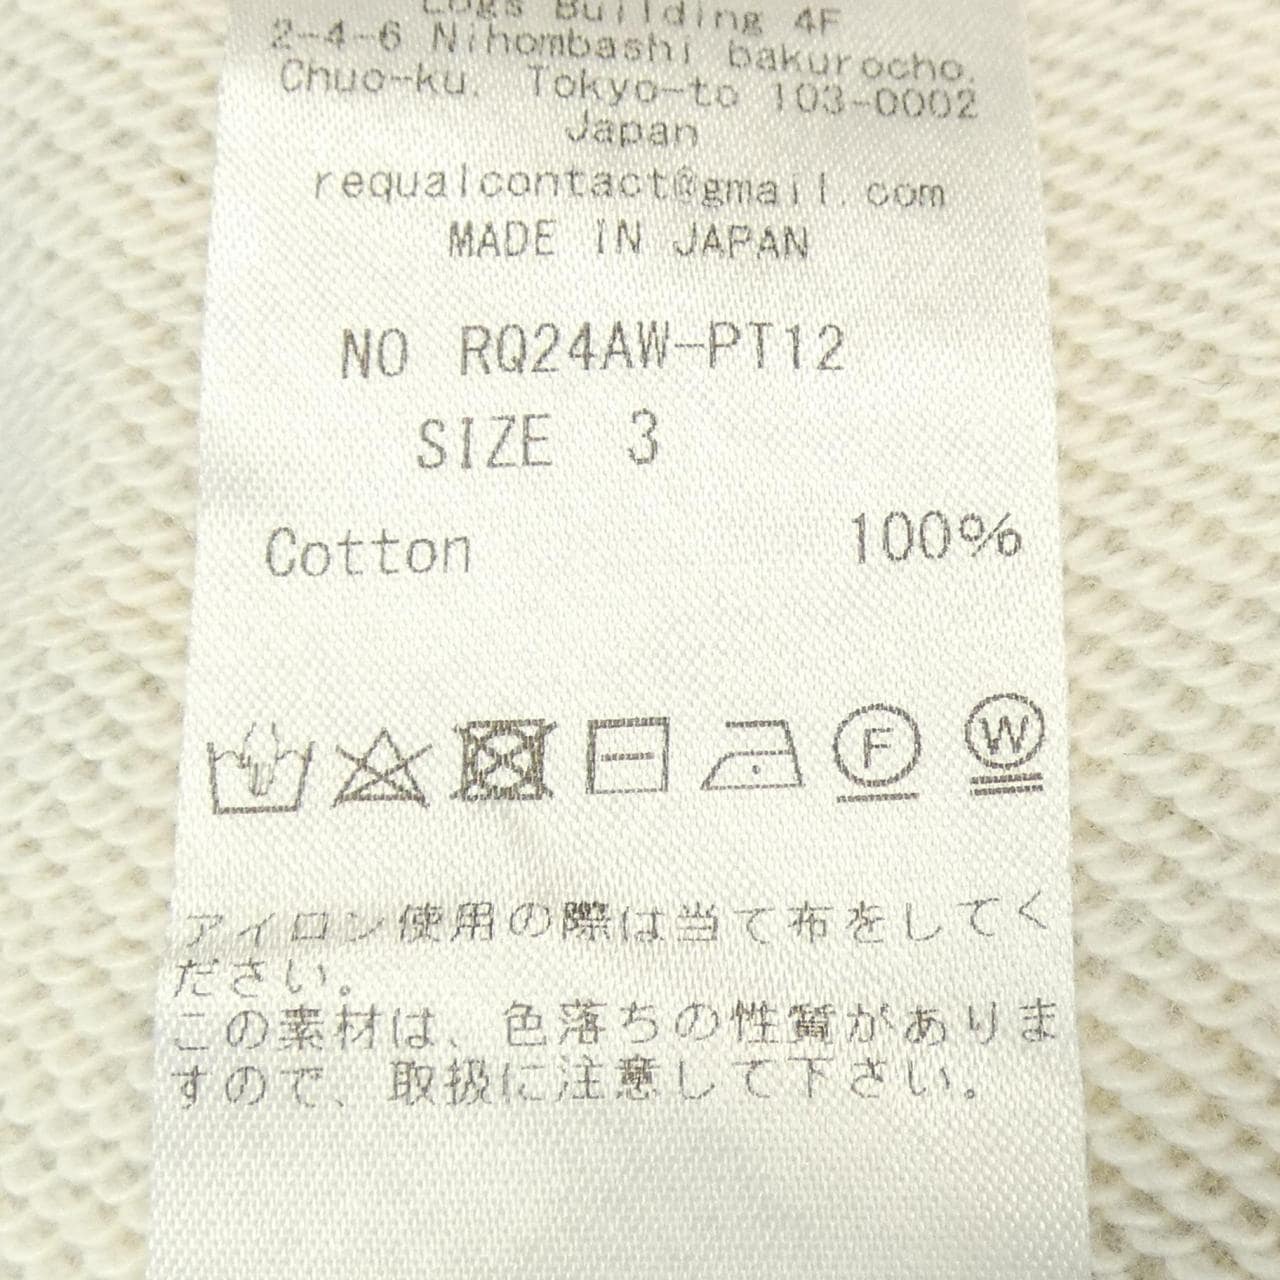 Logs Building 4F
2-4-6 Nihombashi bakurocho,
Chuo-ku, Tokyo-to 103-0002
Japan
requalcontact@gmail.com
MADE IN JAPAN
NO RQ24AW-PT12
SIZE 3
Cotton 100%
F W
アイロン使用の際は当て布をしてく
ださい。
この素材は、色落ちの性質がありま
すので、取扱に注意して下さい。